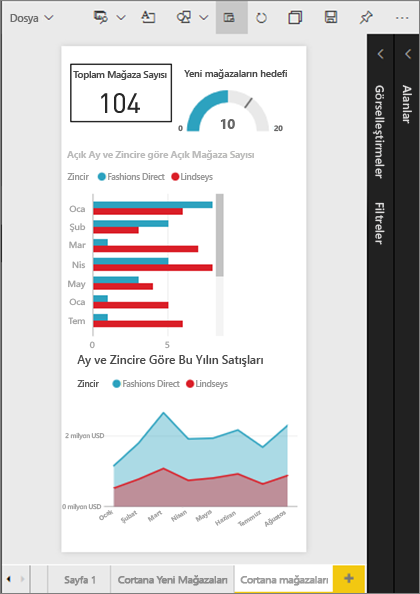 Dosya
Toplam Mağaza Sayısı
104
Yeni mağazaların hedefi
10
0
20
Açık Ay ve Zincire göre Açık Mağaza Sayısı
Zincir Fashions Direct Lindseys
Oca
Şub
Mar
Nis
May
Oca
Tem
0 5
Ay ve Zincire Göre Bu Yılın Satışları
Zincir Fashions Direct Lindseys
2 milyon USD
0 milyon USD
Ocak Şubat Mart Nisan Mayıs Haziran Temmuz Ağustos
Görselleştirmeler
Filtreler
Alanlar
Sayfa 1 Cortana Yeni Mağazaları Cortana mağazaları